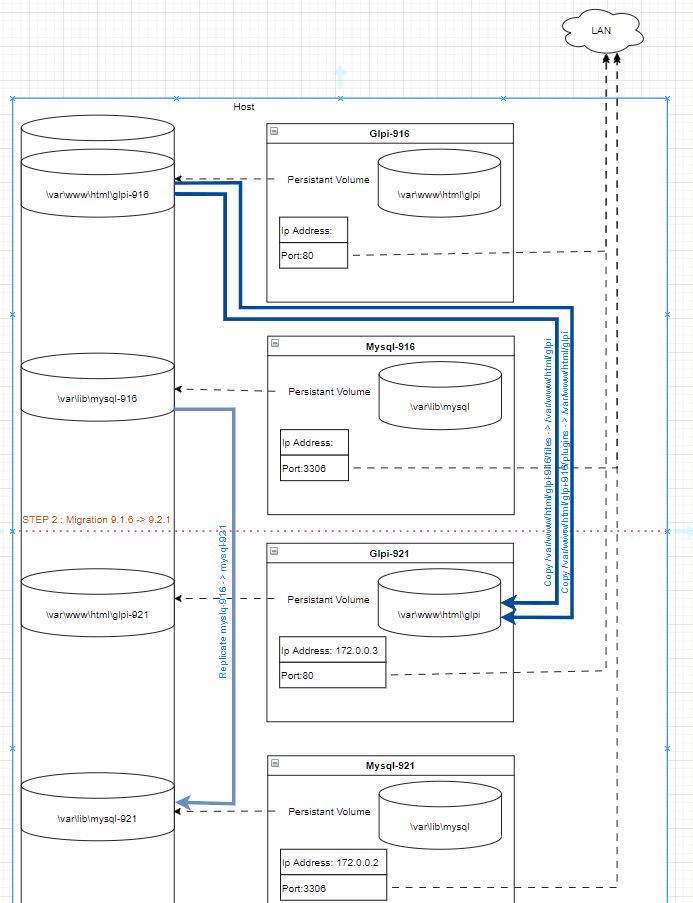 LAN
Host
Glpi-916
\var\www\html\glpi-916
Persistant Volume
\var\www\html\glpi
Ip Address:
Port:80
Mysql-916
\var\lib\mysql-916
Persistant Volume
\var\lib\mysql
Ip Address:
Port:3306
Copy /var/www/html/glpi-916/files -> /var/www/html/glpi
Copy /var/www/html/glpi-916/plugins -> /var/www/html/glpi
STEP 2 : Migration 9.1.6 -> 9.2.1
Replicate myslq-916 -> mysql-921
Glpi-921
\var\www\html\glpi-921
Persistant Volume
\var\www\html\glpi
Ip Address: 172.0.0.3
Port:80
Mysql-921
\var\lib\mysql-921
Persistant Volume
\var\lib\mysql
Ip Address: 172.0.0.2
Port:3306